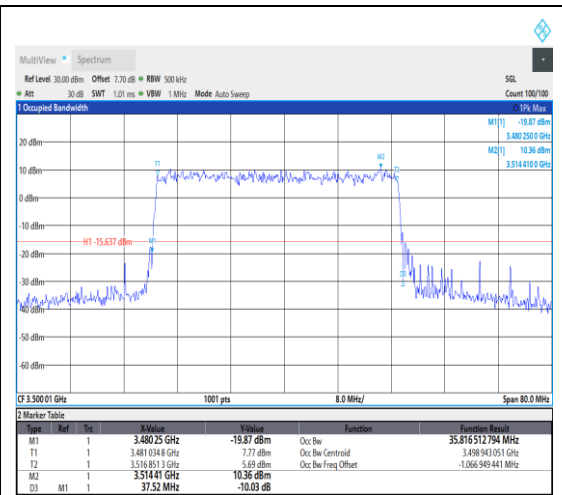 MultiView Spectrum
Ref Level 30.00 dBm Offset 7.70 dB RBW 500 kHz SGL
Att 30 dB SWT 1.01 ms VBW 1 MHz Mode Auto Sweep Count 100/100
1 Occupied Bandwidth 1Pk Max
M1[1] -19.87 dBm
3.480 250 0 GHz
M2[1] 10.36 dBm
3.514 410 0 GHz
20 dBm
M2
T1 T2
10 dBm
0 dBm
-10 dBm
H1 -15.637 dBm M1
-20 dBm
D3
-30 dBm
-40 dBm
-50 dBm
-60 dBm
CF 3.500 01 GHz 1001 pts 8.0 MHz/ Span 80.0 MHz
2 Marker Table
Type Ref Trc X-Value Y-Value Function Function Result
M1 1 3.480 25 GHz -19.87 dBm Occ Bw 35.816 512 794 MHz
T1 1 3.481 034 8 GHz 7.77 dBm Occ Bw Centroid 3.498 943 051 GHz
T2 1 3.516 851 3 GHz 5.69 dBm Occ Bw Freq Offset -1.066 949 441 MHz
M2 1 3.514 41 GHz 10.36 dBm
D3 M1 1 37.52 MHz -10.03 dB